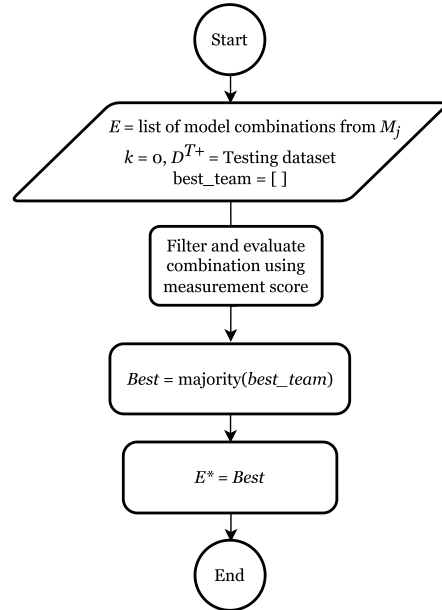 Start
E = list of model combinations from M_j
k = 0, D^{T+} = Testing dataset
best_team = [ ]
Filter and evaluate
combination using
measurement score
Best = majority(best_team)
E* = Best
End